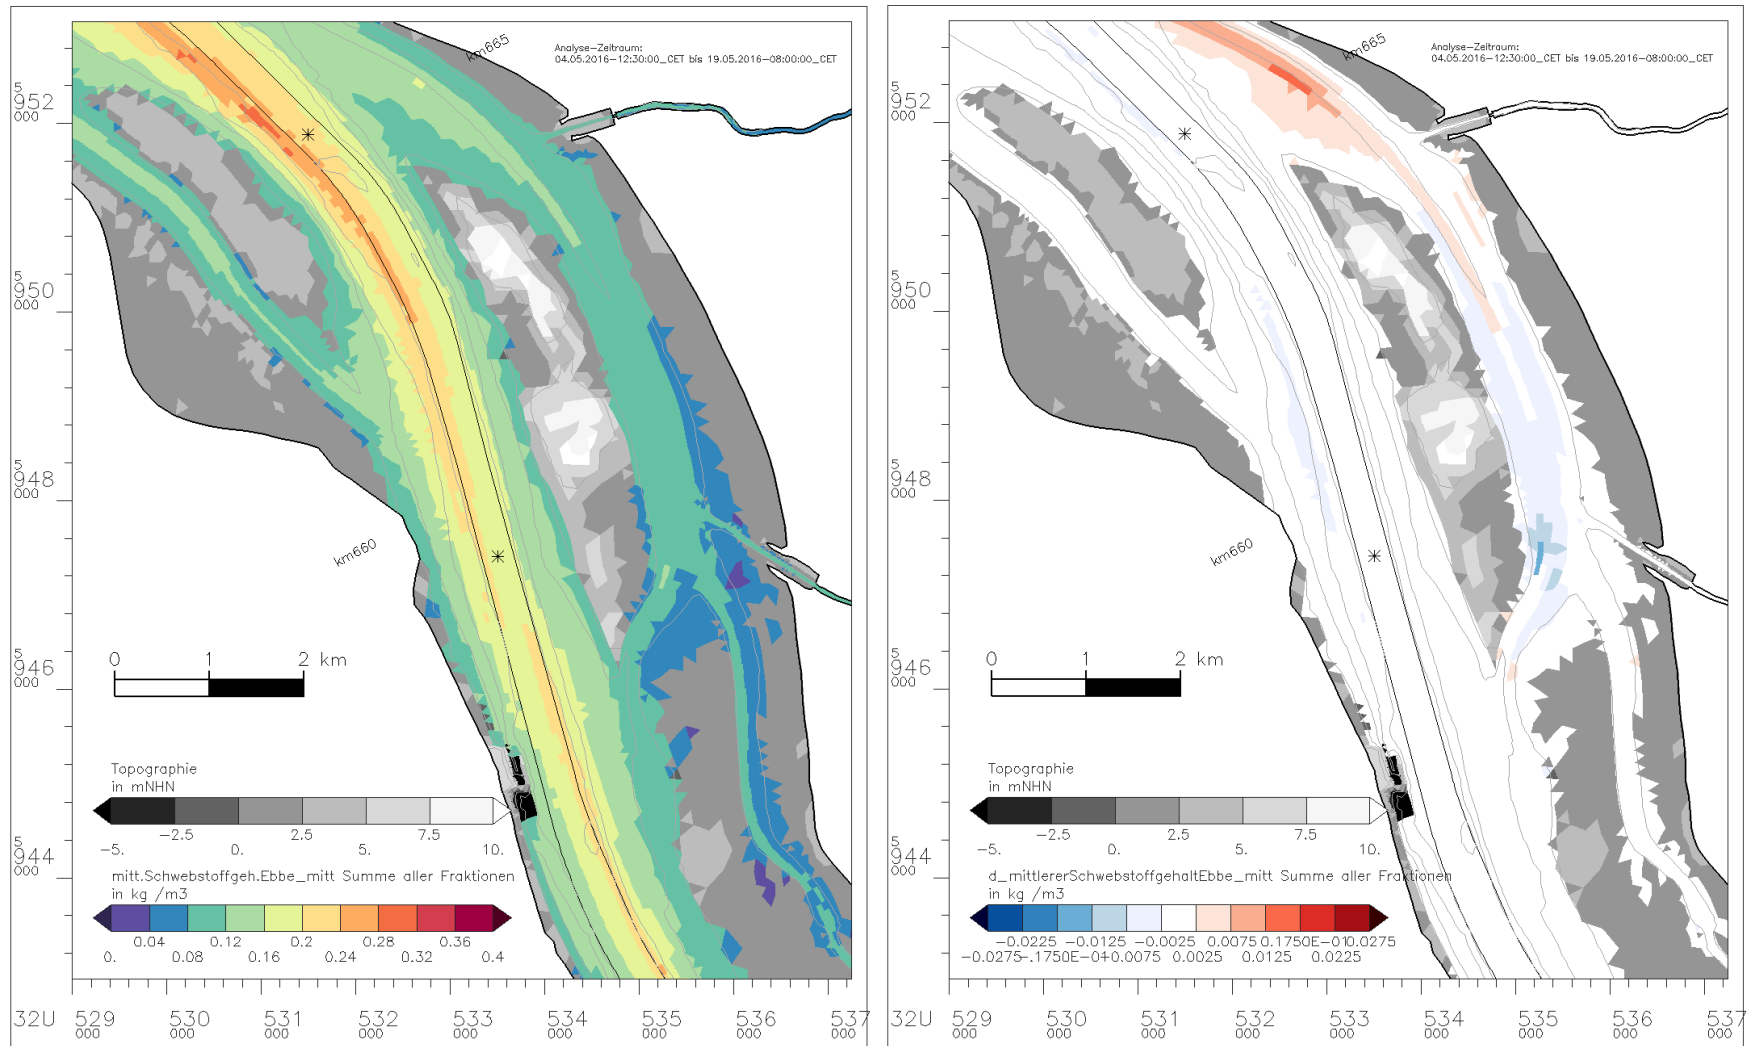 km665
Analyse-Zeitraum:
04.05.2016-12:30:00_CET bis 19.05.2016-08:00:00_CET
5
952
000
5
950
000
5
948
000
km660
5
946
000
0 1 2 km
Topographie
in mNHN
-2.5 2.5 7.5
-5. 0. 5. 10.
5
944
000
mitt.Schwebstoffgeh.Ebbe_mitt Summe aller Fraktionen
in kg /m3
0.04 0.12 0.2 0.28 0.36
0. 0.08 0.16 0.24 0.32 0.4
32U 529 530 531 532 533 534 535 536 537
000 000 000 000 000 000 000 000 000
km665
Analyse-Zeitraum:
04.05.2016-12:30:00_CET bis 19.05.2016-08:00:00_CET
5
952
000
5
950
000
5
948
000
km660
5
946
000
0 1 2 km
Topographie
in mNHN
-2.5 2.5 7.5
-5. 0. 5. 10.
5
944
000
d_mittlererSchwebstoffgehaltEbbe_mitt Summe aller Fraktionen
in kg /m3
-0.0225 -0.0125 -0.0025 0.0075 0.1750E-01 0.0275
-0.0275 -.1750E-01 -0.0075 0.0025 0.0125 0.0225
32U 529 530 531 532 533 534 535 536 537
000 000 000 000 000 000 000 000 000